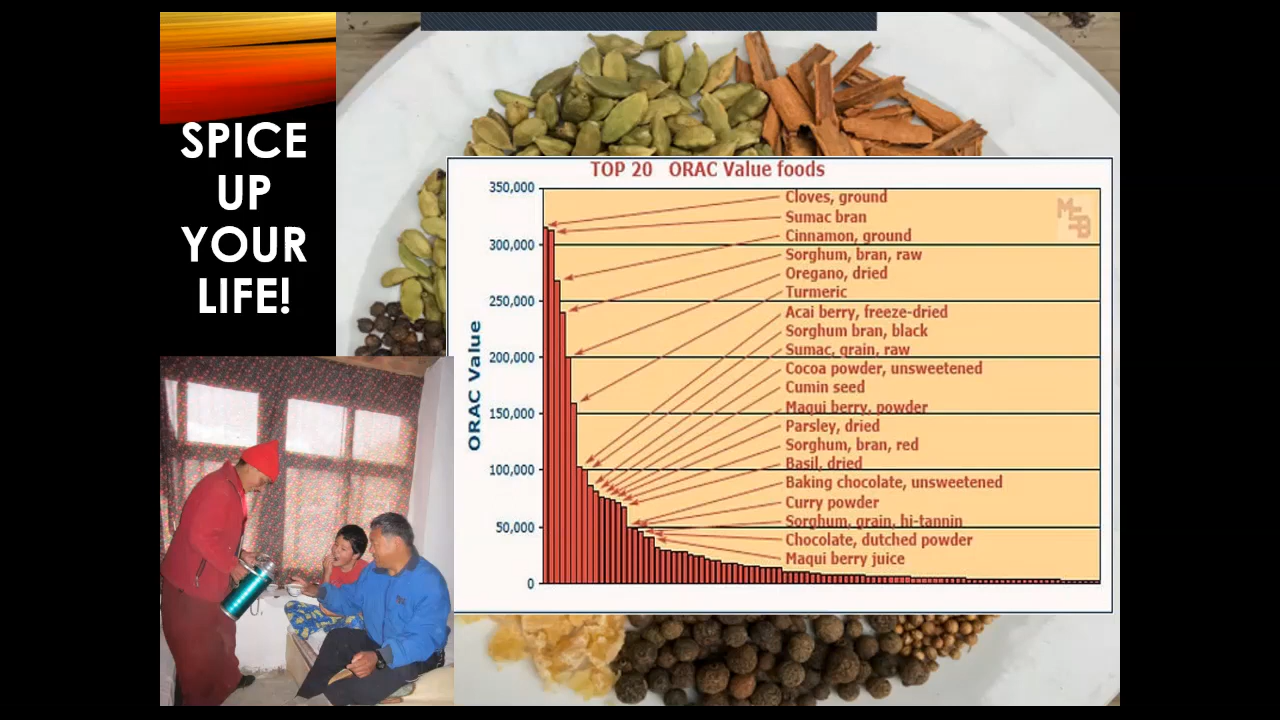 SPICE
UP
YOUR
LIFE!
TOP 20 ORAC Value foods
ORAC Value
350,000
300,000
250,000
200,000
150,000
100,000
50,000
0
Cloves, ground
Sumac bran
Cinnamon, ground
Sorghum, bran, raw
Oregano, dried
Turmeric
Acai berry, freeze-dried
Sorghum bran, black
Sumac, grain, raw
Cocoa powder, unsweetened
Cumin seed
Maqui berry, powder
Parsley, dried
Sorghum, bran, red
Basil, dried
Baking chocolate, unsweetened
Curry powder
Sorghum, grain, hi-tannin
Chocolate, dutched powder
Maqui berry juice